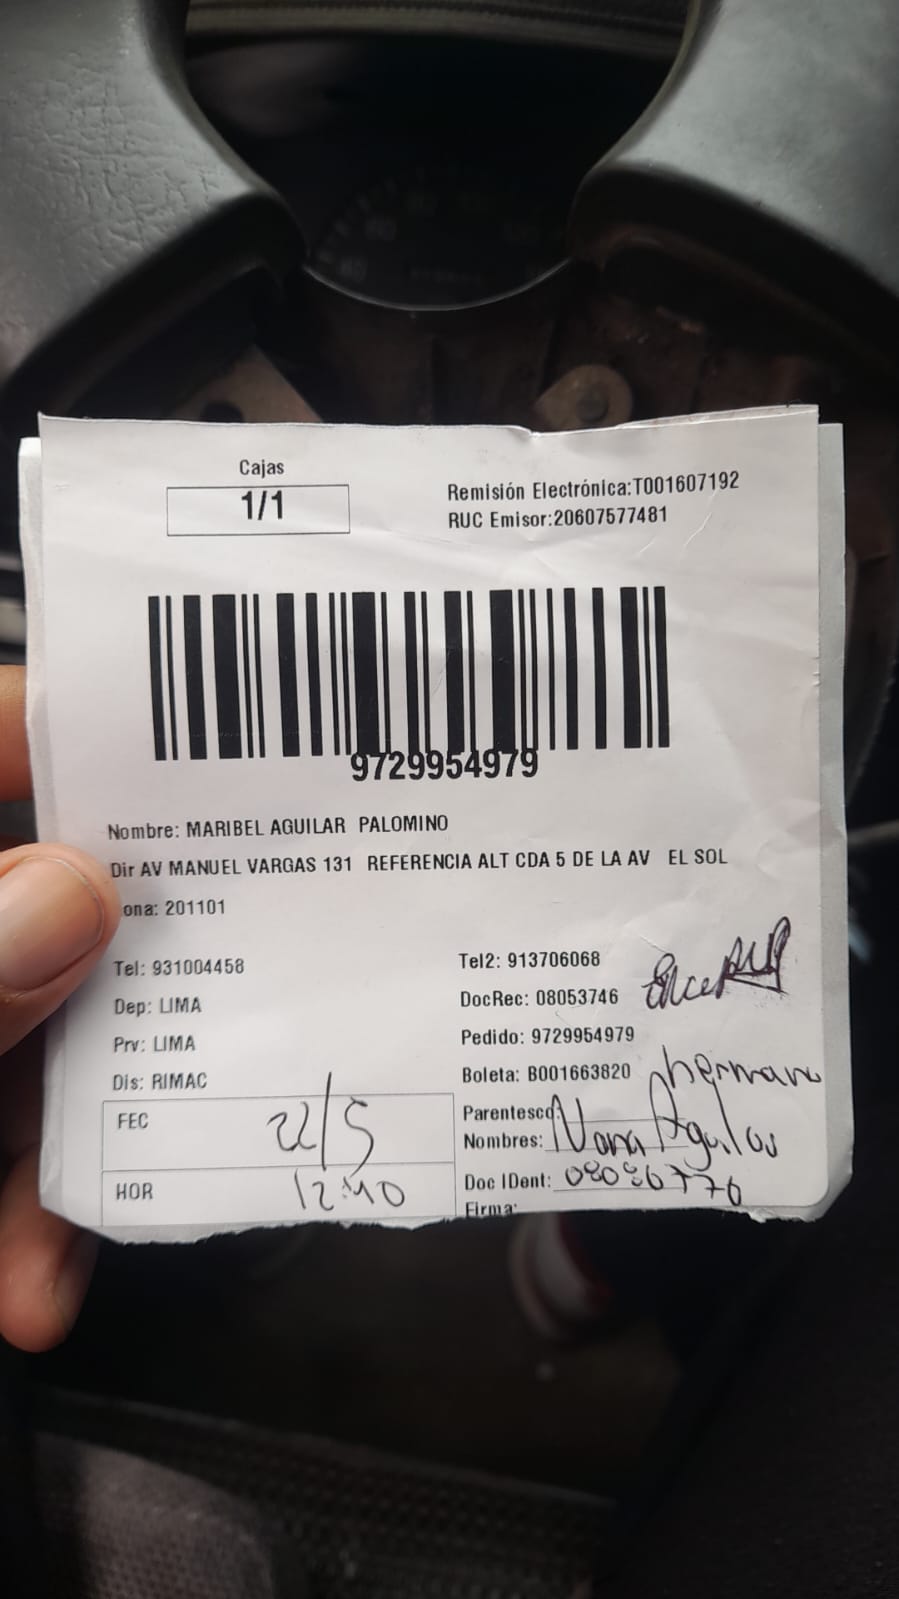 Cajas
1/1
Remisión Electrónica:T001607192
RUC Emisor:20607577481
9729954979
Nombre: MARIBEL AGUILAR PALOMINO
Dir AV MANUEL VARGAS 131 REFERENCIA ALT CDA 5 DE LA AV EL SOL
ona: 201101
Tel: 931004458
Tel2: 913706068
Dep: LIMA
DocRec: 08053746
Prv: LIMA
Pedido: 9729954979
Dis: RIMAC
Boleta: B001663820
FEC 22/5
Parentesco: hermana
Nombres: Aguilar
HOR 12:40
Doc IDent: 08086776
Firma: